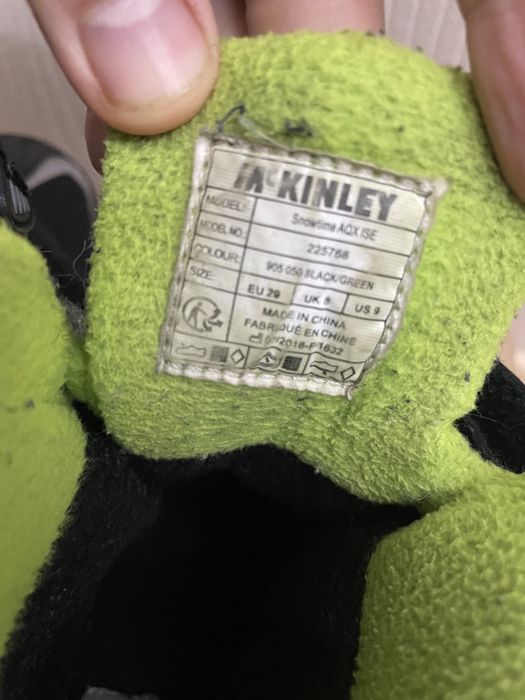 McKINLEY
MODEL: Snowtime AQX ISE
MODEL NO.: 225768
COLOUR: 905 050 BLACK/GREEN
SIZE: EU 29 UK 8 US 9
MADE IN CHINA
FABRIQUÉ EN CHINE
/2018-F1632